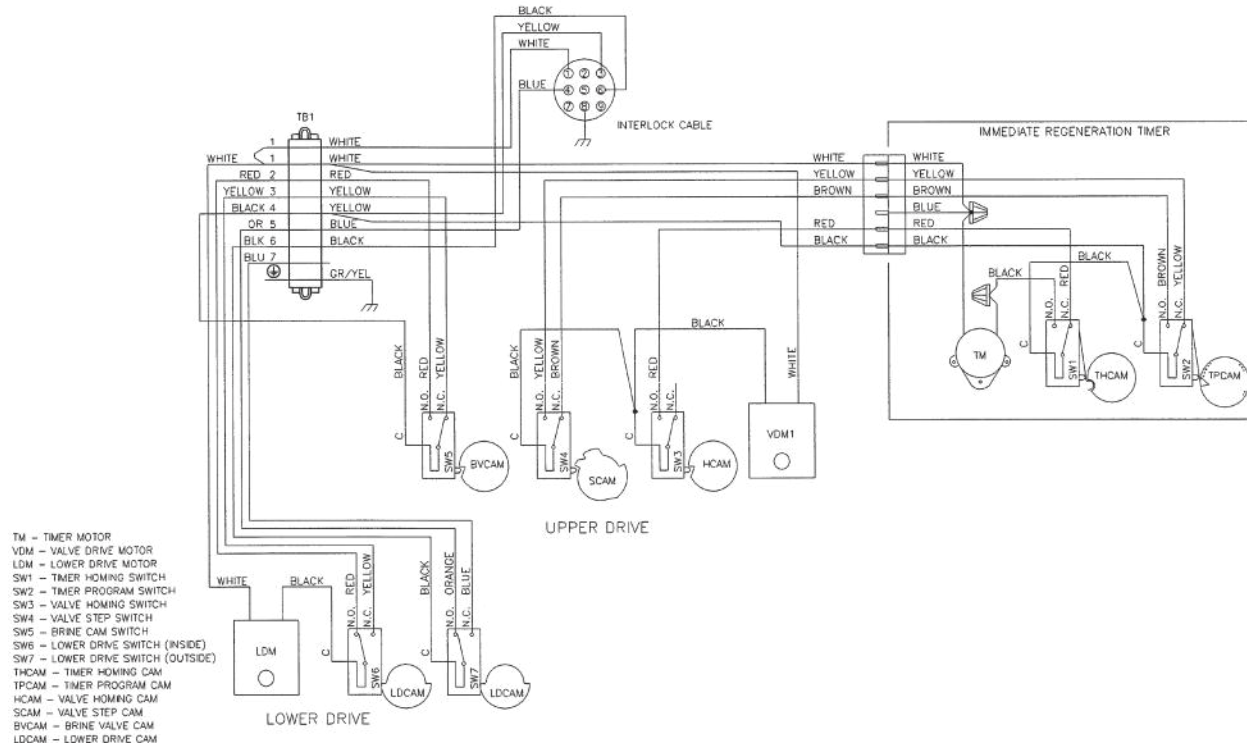 BLACK
YELLOW
WHITE
BLUE
1 2 3
4 5 6
7 8 9
INTERLOCK CABLE
TB1
1 WHITE
WHITE 1 WHITE
RED 2 RED
YELLOW 3 YELLOW
BLACK 4 YELLOW
OR 5 BLUE
BLK 6 BLACK
BLU 7
GR/YEL
IMMEDIATE REGENERATION TIMER
WHITE WHITE
YELLOW YELLOW
BROWN BROWN
BLUE
RED RED
BLACK BLACK
BLACK
BLACK
N.O.
N.C. RED
C
TM
SW1
THCAM
N.O. BROWN
N.C. YELLOW
C
SW2
TPCAM
BLACK
N.O. RED
N.C. YELLOW
C
SW5
BVCAM
BLACK
N.O. YELLOW
N.C. BROWN
C
SW4
SCAM
BLACK
N.O. RED
N.C.
C
SW3
HCAM
WHITE
VDM1
UPPER DRIVE
TM – TIMER MOTOR
VDM – VALVE DRIVE MOTOR
LDM – LOWER DRIVE MOTOR
SW1 – TIMER HOMING SWITCH
SW2 – TIMER PROGRAM SWITCH
SW3 – VALVE HOMING SWITCH
SW4 – VALVE STEP SWITCH
SW5 – BRINE CAM SWITCH
SW6 – LOWER DRIVE SWITCH (INSIDE)
SW7 – LOWER DRIVE SWITCH (OUTSIDE)
THCAM – TIMER HOMING CAM
TPCAM – TIMER PROGRAM CAM
HCAM – VALVE HOMING CAM
SCAM – VALVE STEP CAM
BVCAM – BRINE VALVE CAM
LDCAM – LOWER DRIVE CAM
WHITE
BLACK
LDM
N.O. RED
N.C. YELLOW
C
SW6
LDCAM
BLACK
N.O. ORANGE
N.C. BLUE
C
SW7
LDCAM
LOWER DRIVE